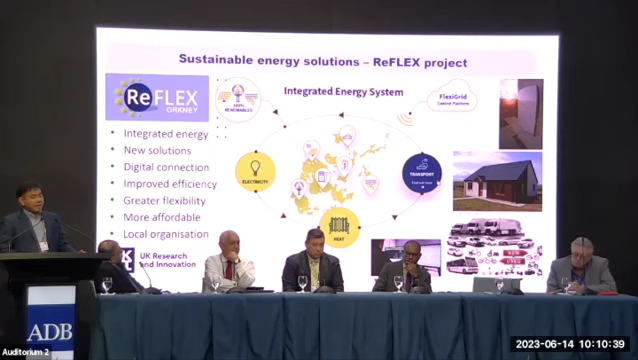 Sustainable energy solutions – ReFLEX project
ReFLEX
ORKNEY
Integrated Energy System
100%
RENEWABLES
FlexiGrid
Control Platform
• Integrated energy
• New solutions
• Digital connection
• Improved efficiency
• Greater flexibility
• More affordable
• Local organisation
ELECTRICITY
TRANSPORT
HEAT
UK Research
and Innovation
ADB
Auditorium 2
2023-06-14 10:10:39